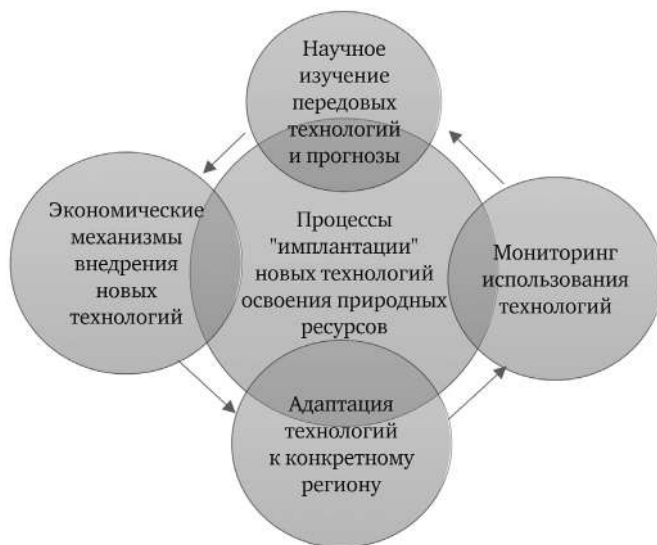 Научное
изучение
передовых
технологий
и прогнозы
Экономические
механизмы
внедрения
новых
технологий
Процессы
"имплантации"
новых технологий
освоения природных
ресурсов
Мониторинг
использования
технологий
Адаптация
технологий
к конкретному
региону